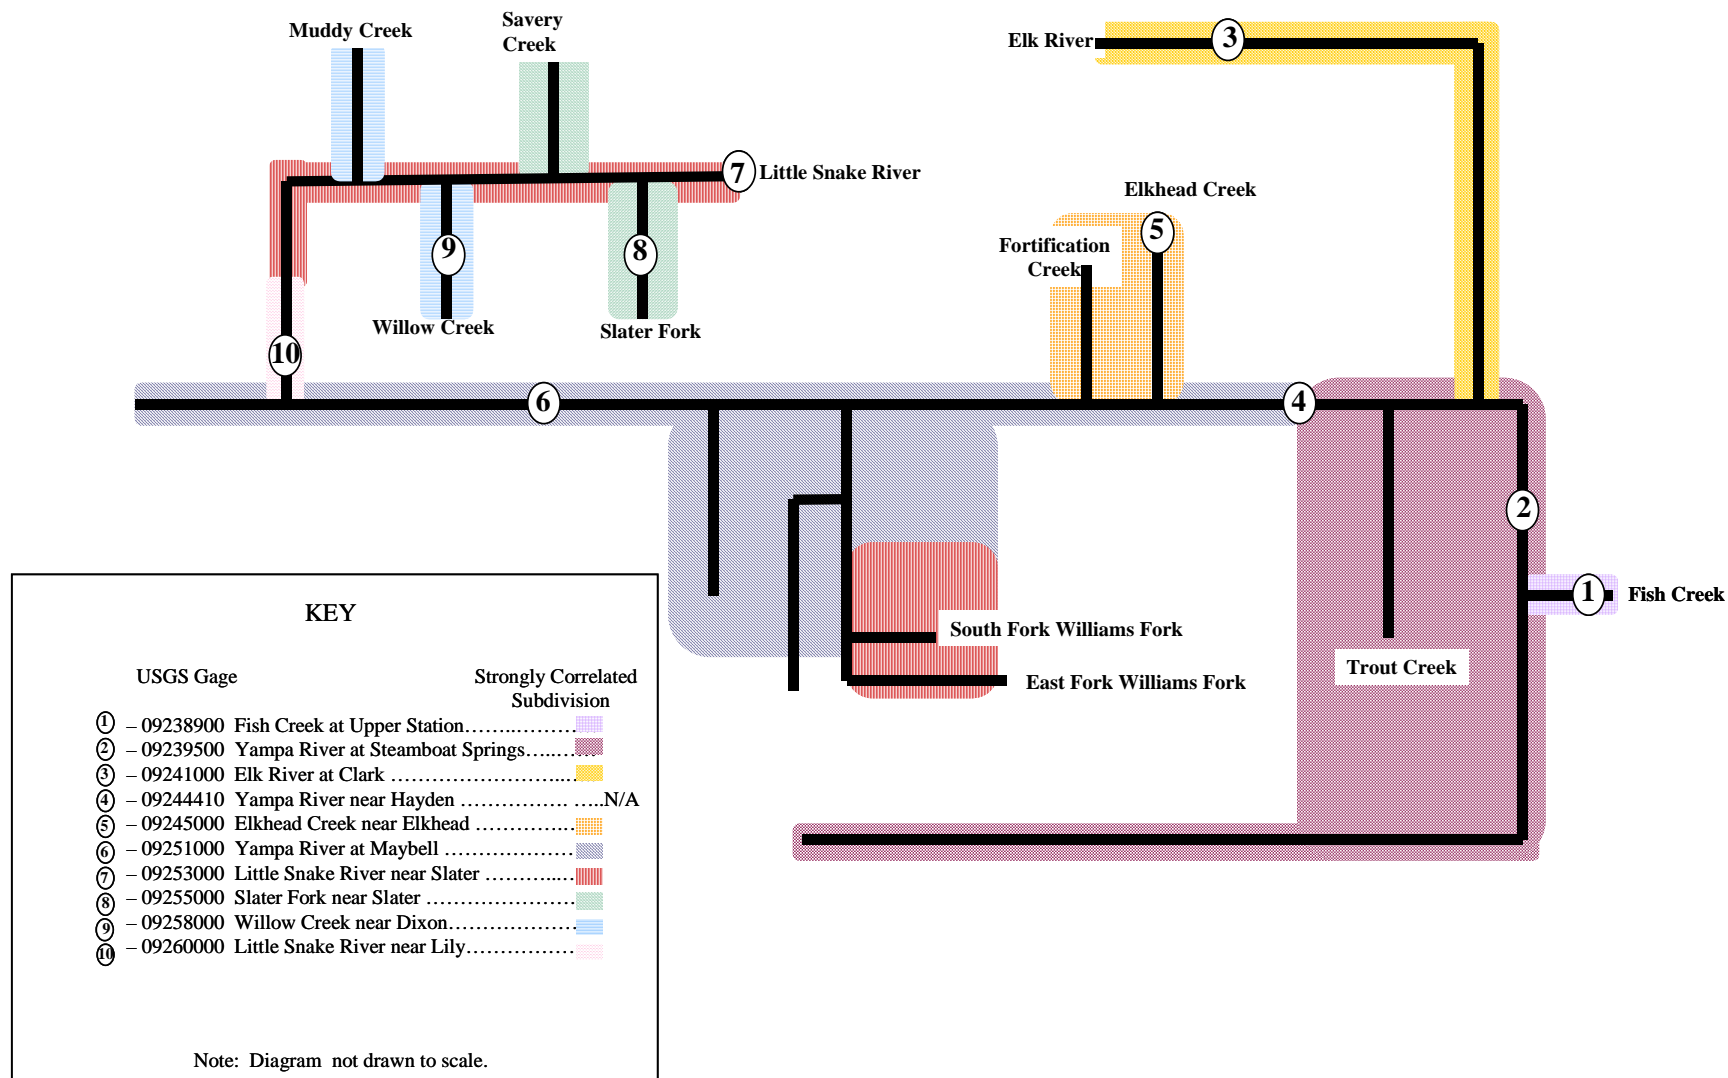 Muddy Creek
Savery
Creek
Elk River
3
7
Little Snake River
Elkhead Creek
5
Fortification
Creek
9
8
Willow Creek
Slater Fork
10
6
4
2
1
Fish Creek
South Fork Williams Fork
East Fork Williams Fork
Trout Creek
KEY
USGS Gage
Strongly Correlated
Subdivision
1 – 09238900 Fish Creek at Upper Station……..………
2 – 09239500 Yampa River at Steamboat Springs…..……
3 – 09241000 Elk River at Clark ……………………...…
4 – 09244410 Yampa River near Hayden ……………. …..N/A
5 – 09245000 Elkhead Creek near Elkhead …………..…
6 – 09251000 Yampa River at Maybell …………………
7 – 09253000 Little Snake River near Slater ………...…
8 – 09255000 Slater Fork near Slater ……………………
9 – 09258000 Willow Creek near Dixon…………………
10 – 09260000 Little Snake River near Lily………………
Note: Diagram not drawn to scale.